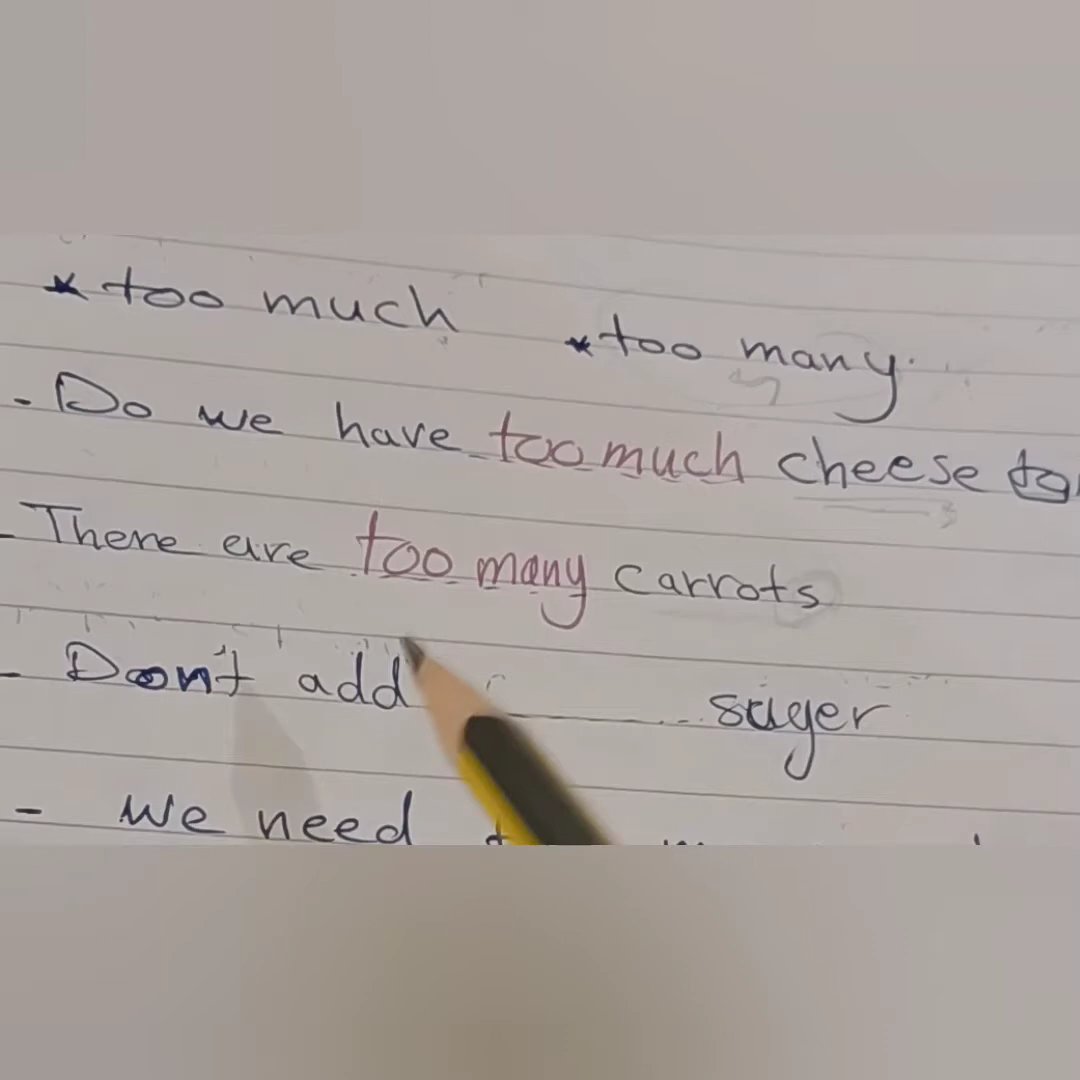 * too much * too many.
- Do we have too much cheese
- There are too many carrots
- Don't add ........ suger
- we need